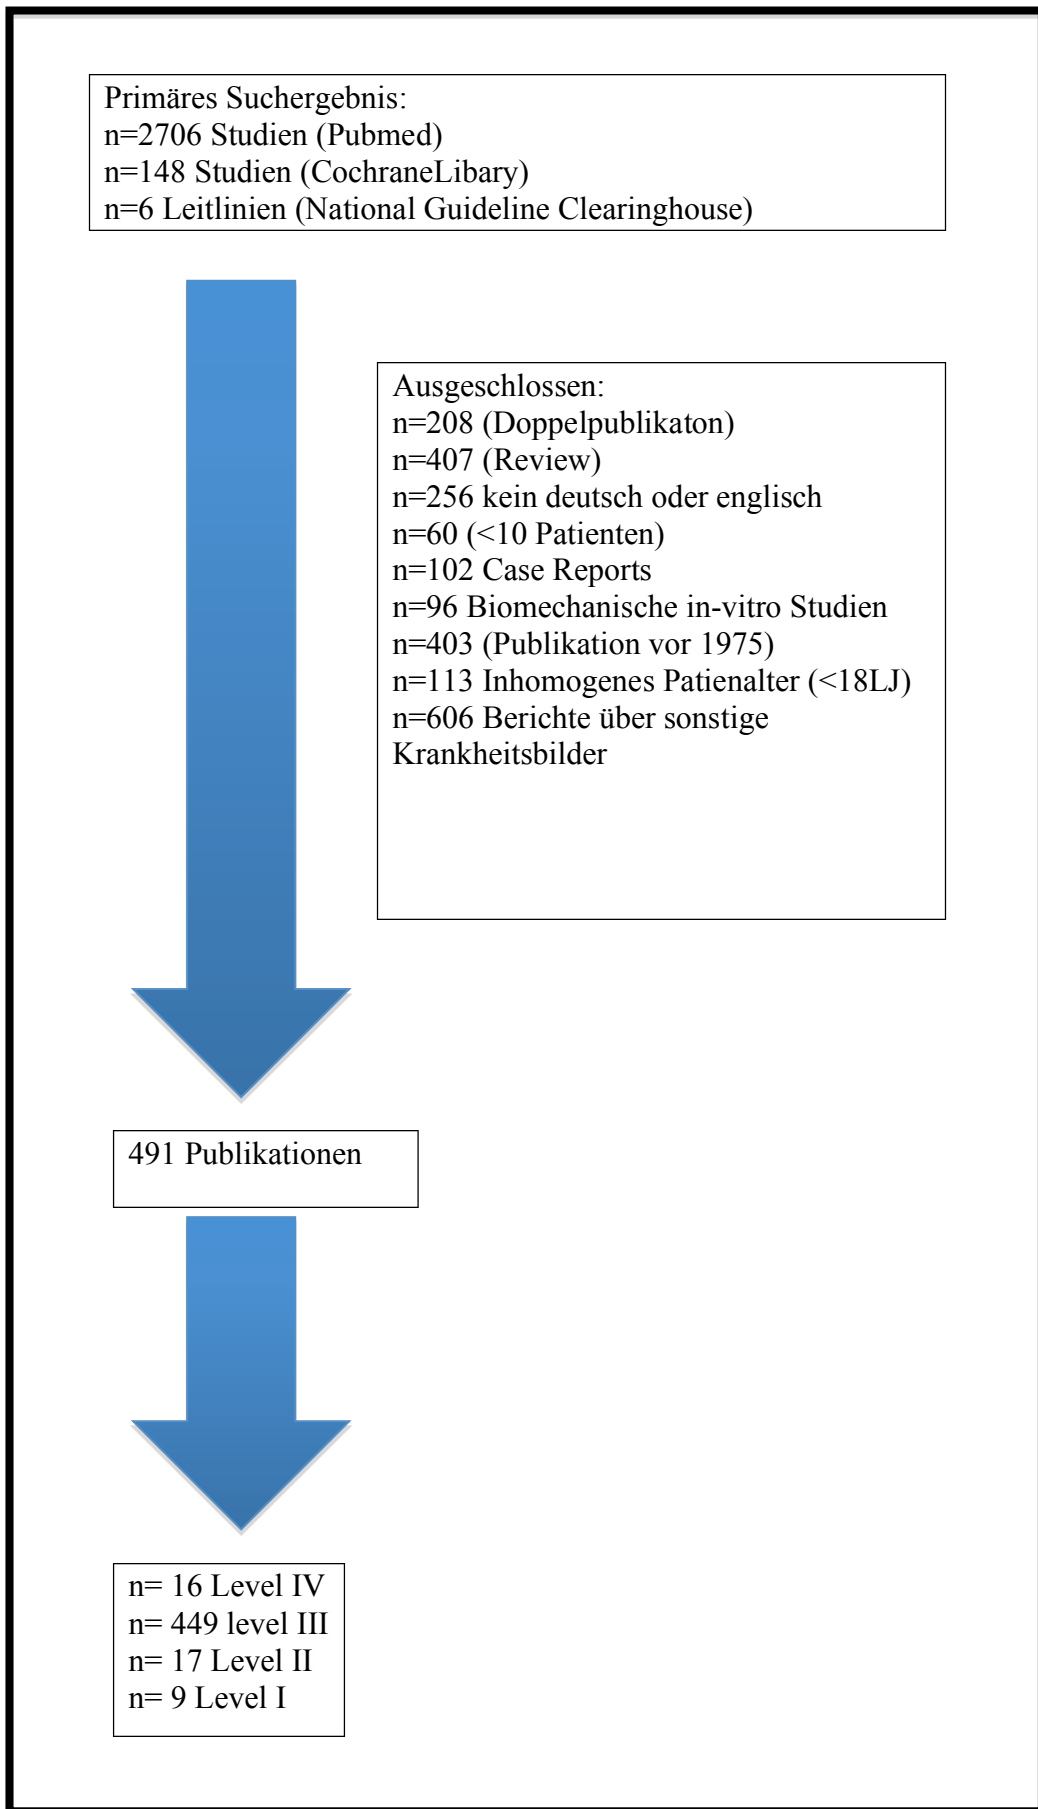 Primäres Suchergebnis:
n=2706 Studien (Pubmed)
n=148 Studien (CochraneLibary)
n=6 Leitlinien (National Guideline Clearinghouse)
Ausgeschlossen:
n=208 (Doppelpublikaton)
n=407 (Review)
n=256 kein deutsch oder englisch
n=60 (<10 Patienten)
n=102 Case Reports
n=96 Biomechanische in-vitro Studien
n=403 (Publikation vor 1975)
n=113 Inhomogenes Patienalter (<18LJ)
n=606 Berichte über sonstige
Krankheitsbilder
491 Publikationen
n= 16 Level IV
n= 449 level III
n= 17 Level II
n= 9 Level I